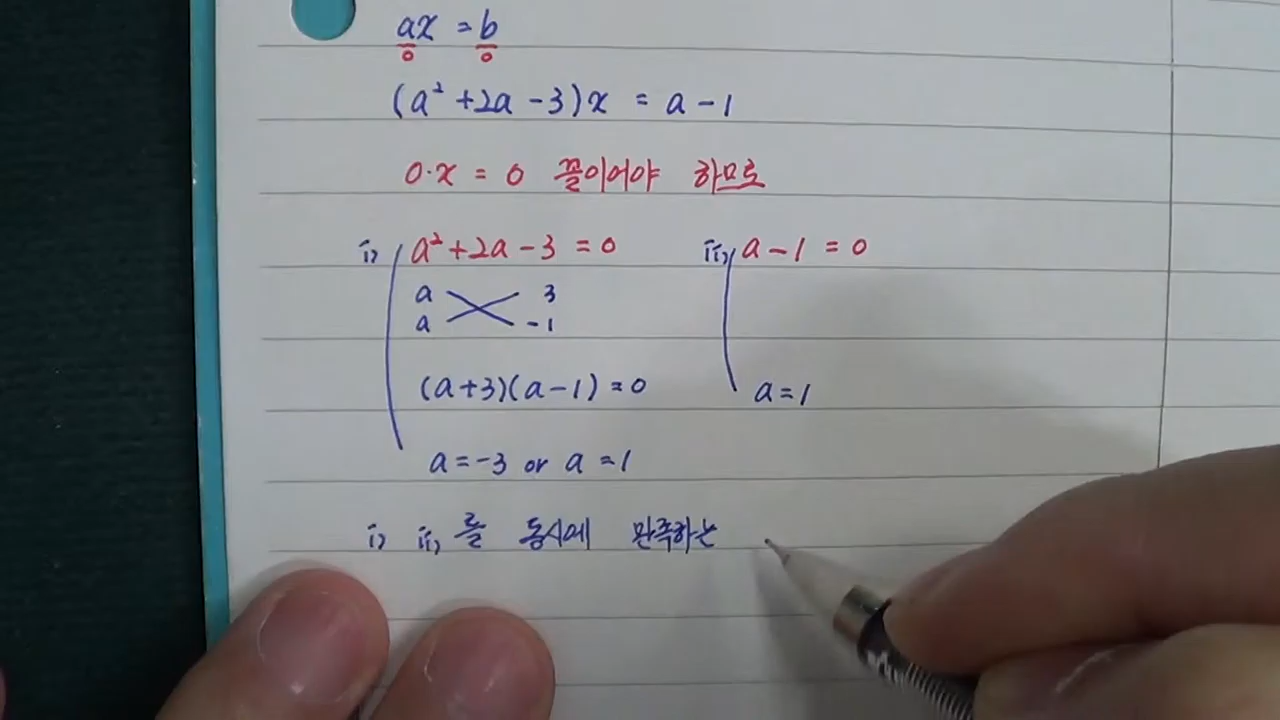 ax = b
0 0
(a² + 2a - 3)x = a - 1
0·x = 0 꼴이어야 하므로
i) a² + 2a - 3 = 0 ii) a - 1 = 0
a 3
a -1
(a+3)(a-1) = 0 a = 1
a = -3 or a = 1
i) ii) 를 동시에 만족하는